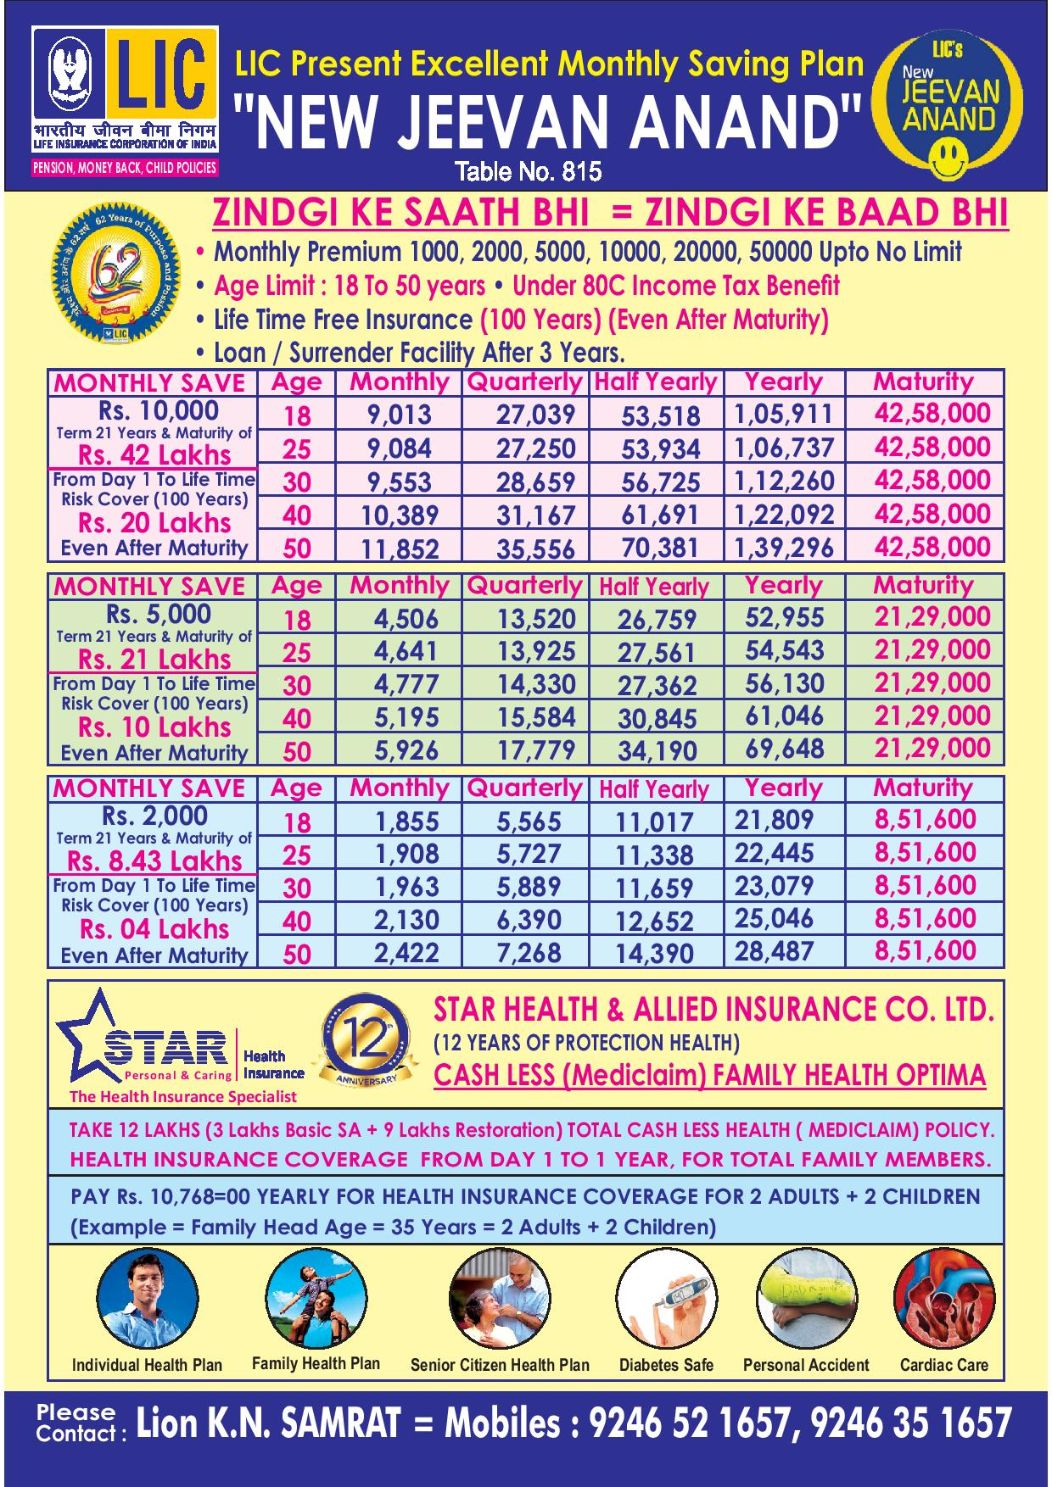 LIC
भारतीय जीवन बीमा निगम
LIFE INSURANCE CORPORATION OF INDIA
PENSION, MONEY BACK, CHILD POLICIES
LIC Present Excellent Monthly Saving Plan
"NEW JEEVAN ANAND"
Table No. 815
LIC's
New
JEEVAN
ANAND
62 Years of Purpose and Passion
62
LIC
ZINDGI KE SAATH BHI = ZINDGI KE BAAD BHI
• Monthly Premium 1000, 2000, 5000, 10000, 20000, 50000 Upto No Limit
• Age Limit : 18 To 50 years • Under 80C Income Tax Benefit
• Life Time Free Insurance (100 Years) (Even After Maturity)
• Loan / Surrender Facility After 3 Years.
MONTHLY SAVE Age Monthly Quarterly Half Yearly Yearly Maturity
Rs. 10,000
Term 21 Years & Maturity of
Rs. 42 Lakhs
From Day 1 To Life Time
Risk Cover (100 Years)
Rs. 20 Lakhs
Even After Maturity
18 9,013 27,039 53,518 1,05,911 42,58,000
25 9,084 27,250 53,934 1,06,737 42,58,000
30 9,553 28,659 56,725 1,12,260 42,58,000
40 10,389 31,167 61,691 1,22,092 42,58,000
50 11,852 35,556 70,381 1,39,296 42,58,000
MONTHLY SAVE Age Monthly Quarterly Half Yearly Yearly Maturity
Rs. 5,000
Term 21 Years & Maturity of
Rs. 21 Lakhs
From Day 1 To Life Time
Risk Cover (100 Years)
Rs. 10 Lakhs
Even After Maturity
18 4,506 13,520 26,759 52,955 21,29,000
25 4,641 13,925 27,561 54,543 21,29,000
30 4,777 14,330 27,362 56,130 21,29,000
40 5,195 15,584 30,845 61,046 21,29,000
50 5,926 17,779 34,190 69,648 21,29,000
MONTHLY SAVE Age Monthly Quarterly Half Yearly Yearly Maturity
Rs. 2,000
Term 21 Years & Maturity of
Rs. 8.43 Lakhs
From Day 1 To Life Time
Risk Cover (100 Years)
Rs. 04 Lakhs
Even After Maturity
18 1,855 5,565 11,017 21,809 8,51,600
25 1,908 5,727 11,338 22,445 8,51,600
30 1,963 5,889 11,659 23,079 8,51,600
40 2,130 6,390 12,652 25,046 8,51,600
50 2,422 7,268 14,390 28,487 8,51,600
STAR
Health
Insurance
Personal & Caring
The Health Insurance Specialist
12th
ANNIVERSARY
STAR HEALTH & ALLIED INSURANCE CO. LTD.
(12 YEARS OF PROTECTION HEALTH)
CASH LESS (Mediclaim) FAMILY HEALTH OPTIMA
TAKE 12 LAKHS (3 Lakhs Basic SA + 9 Lakhs Restoration) TOTAL CASH LESS HEALTH ( MEDICLAIM) POLICY.
HEALTH INSURANCE COVERAGE FROM DAY 1 TO 1 YEAR, FOR TOTAL FAMILY MEMBERS.
PAY Rs. 10,768=00 YEARLY FOR HEALTH INSURANCE COVERAGE FOR 2 ADULTS + 2 CHILDREN
(Example = Family Head Age = 35 Years = 2 Adults + 2 Children)
Individual Health Plan Family Health Plan Senior Citizen Health Plan Diabetes Safe Personal Accident Cardiac Care
Please
Contact : Lion K.N. SAMRAT = Mobiles : 9246 52 1657, 9246 35 1657